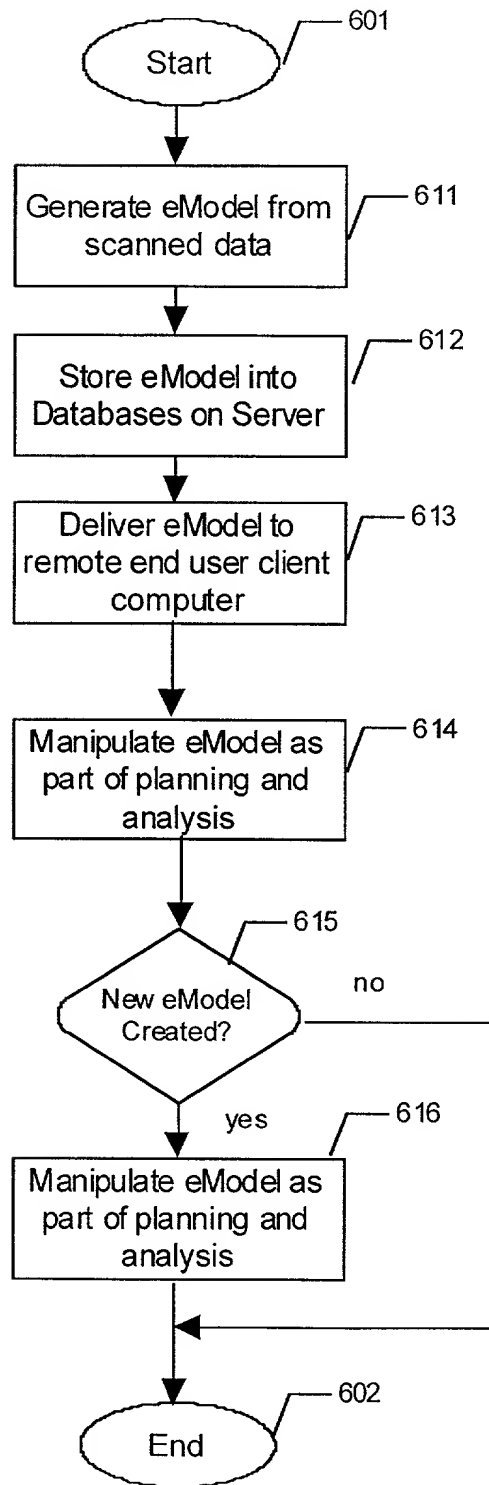 601
Start
611
Generate eModel from
scanned data
612
Store eModel into
Databases on Server
613
Deliver eModel to
remote end user client
computer
614
Manipulate eModel as
part of planning and
analysis
615
New eModel
Created?
no
yes
616
Manipulate eModel as
part of planning and
analysis
602
End